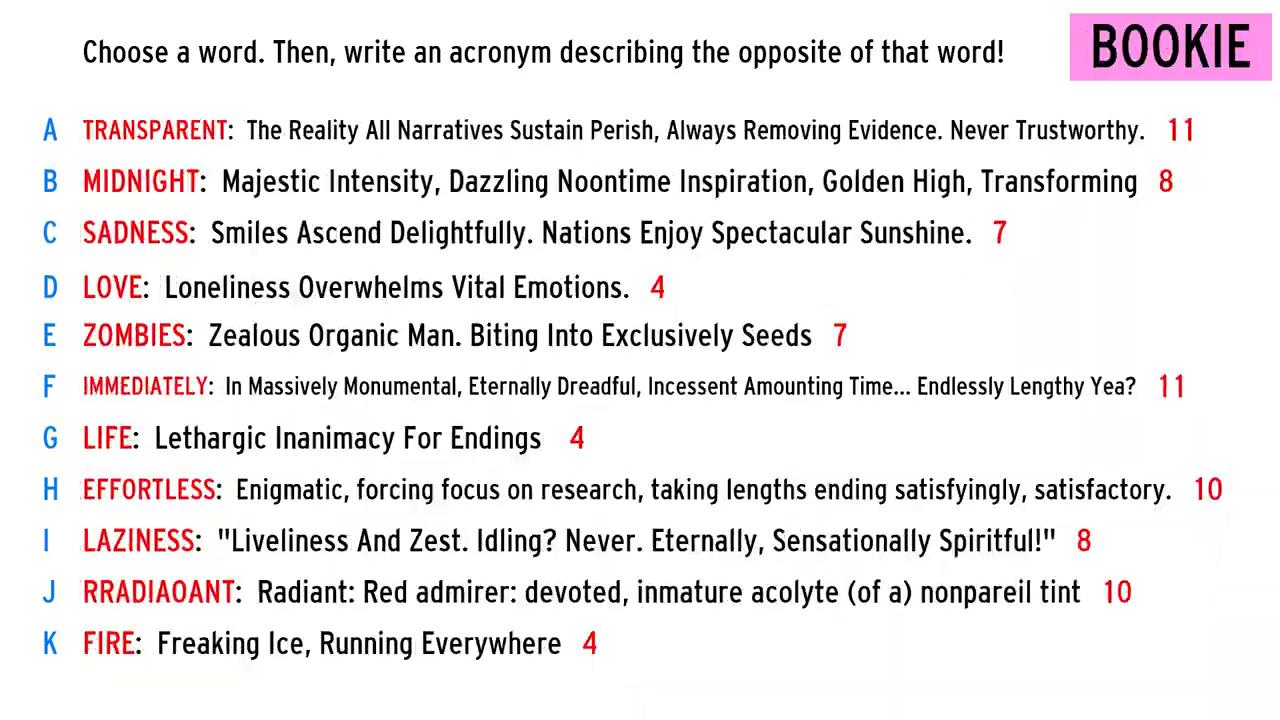 Choose a word. Then, write an acronym describing the opposite of that word!
BOOKIE
A TRANSPARENT: The Reality All Narratives Sustain Perish, Always Removing Evidence. Never Trustworthy. 11
B MIDNIGHT: Majestic Intensity, Dazzling Noontime Inspiration, Golden High, Transforming 8
C SADNESS: Smiles Ascend Delightfully. Nations Enjoy Spectacular Sunshine. 7
D LOVE: Loneliness Overwhelms Vital Emotions. 4
E ZOMBIES: Zealous Organic Man. Biting Into Exclusively Seeds 7
F IMMEDIATELY: In Massively Monumental, Eternally Dreadful, Incessent Amounting Time... Endlessly Lengthy Yea? 11
G LIFE: Lethargic Inanimacy For Endings 4
H EFFORTLESS: Enigmatic, forcing focus on research, taking lengths ending satisfyingly, satisfactory. 10
I LAZINESS: "Liveliness And Zest. Idling? Never. Eternally, Sensationally Spiritful!" 8
J RRADIAOANT: Radiant: Red admirer: devoted, inmature acolyte (of a) nonpareil tint 10
K FIRE: Freaking Ice, Running Everywhere 4